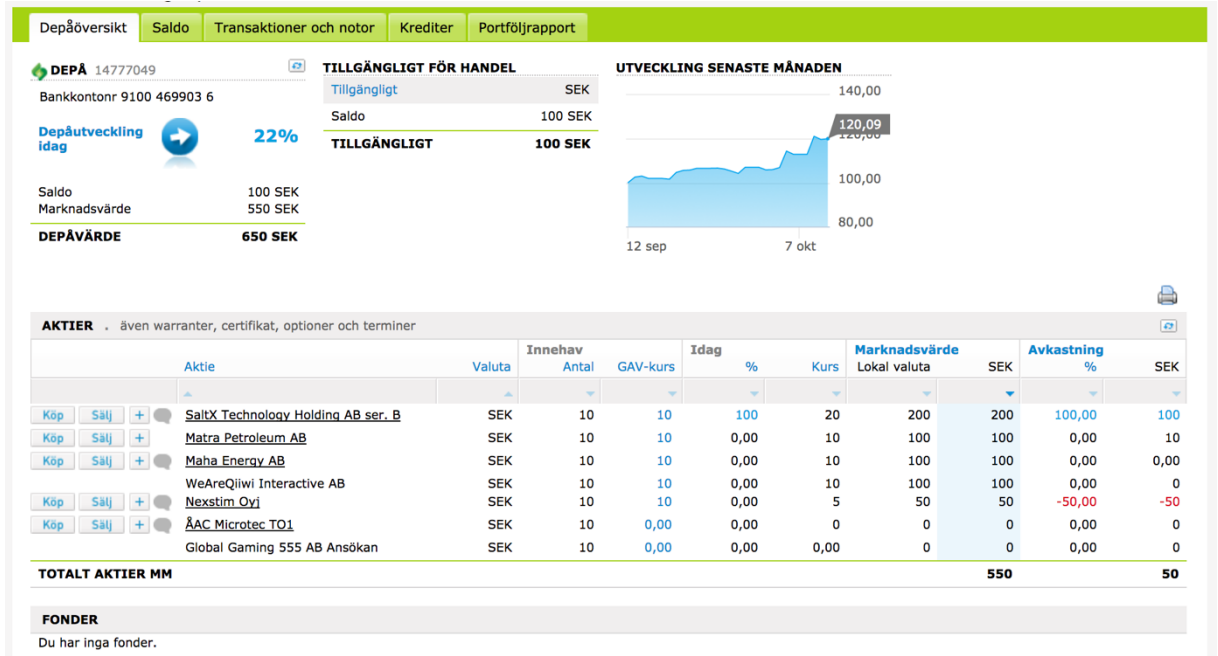 Depåöversikt Saldo Transaktioner och notor Krediter Portföljrapport
DEPÅ 14777049
Bankkontonr 9100 469903 6
Depåutveckling
idag
22%
Saldo 100 SEK
Marknadsvärde 550 SEK
DEPÅVÄRDE 650 SEK
TILLGÄNGLIGT FÖR HANDEL
Tillgängligt SEK
Saldo 100 SEK
TILLGÄNGLIGT 100 SEK
UTVECKLING SENASTE MÅNADEN
140,00
120,09
120,00
100,00
80,00
12 sep 7 okt
AKTIER . även warranter, certifikat, optioner och terminer
Innehav Idag Marknadsvärde Avkastning
Aktie Valuta Antal GAV-kurs % Kurs Lokal valuta SEK % SEK
Köp Sälj + SaltX Technology Holding AB ser. B SEK 10 10 100 20 200 200 100,00 100
Köp Sälj + Matra Petroleum AB SEK 10 10 0,00 10 100 100 0,00 10
Köp Sälj + Maha Energy AB SEK 10 10 0,00 10 100 100 0,00 0,00
WeAreQiiwi Interactive AB SEK 10 10 0,00 10 100 100 0,00 0
Köp Sälj + Nexstim Oyj SEK 10 10 0,00 5 50 50 -50,00 -50
Köp Sälj + ÅAC Microtec TO1 SEK 10 0,00 0,00 0 0 0 0,00 0
Global Gaming 555 AB Ansökan SEK 10 0,00 0,00 0,00 0 0 0,00 0
TOTALT AKTIER MM 550 50
FONDER
Du har inga fonder.